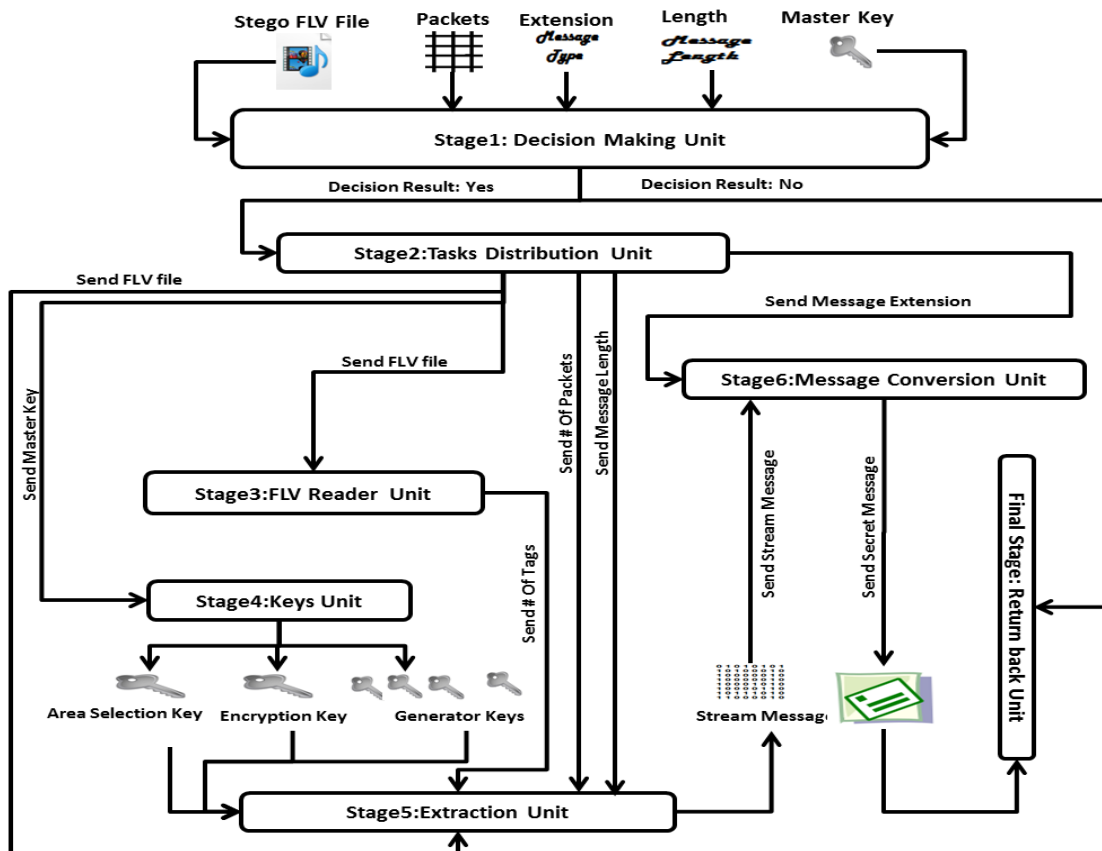 Stego FLV File
Packets
Extension
Message
Type
Length
Message
Length
Master Key
Stage1: Decision Making Unit
Decision Result: Yes
Decision Result: No
Stage2:Tasks Distribution Unit
Send FLV file
Send Message Extension
Send FLV file
Send Master Key
Send # Of Packets
Send Message Length
Stage6:Message Conversion Unit
Stage3:FLV Reader Unit
Send # Of Tags
Send Stream Message
Send Secret Message
Final Stage: Return back Unit
Stage4:Keys Unit
Area Selection Key
Encryption Key
Generator Keys
Stream Message
Stage5:Extraction Unit